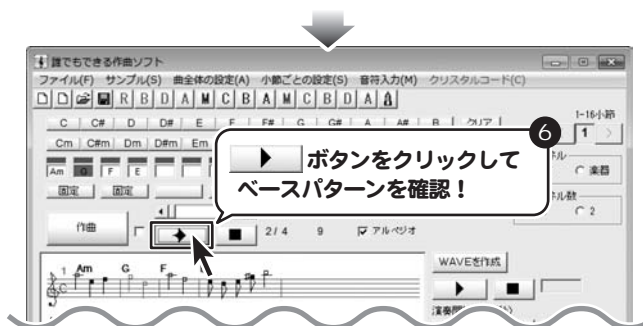 誰でもできる作曲ソフト
ファイル(F) サンプル(S) 曲全体の設定(A) 小節ごとの設定(S) 音符入力(M) クリスタルコード(C)
R B D A M C B A M C B D A
C C# D D# E F F# G G# A A# B クリア
1-16小節
1
Cm C#m Dm D#m Em
6
ボタンをクリックして
ベースパターンを確認！
Am G F E
楽器
固定 固定
2
作曲
2/4 9 アルペジオ
WAVEを作成
1 Am G F